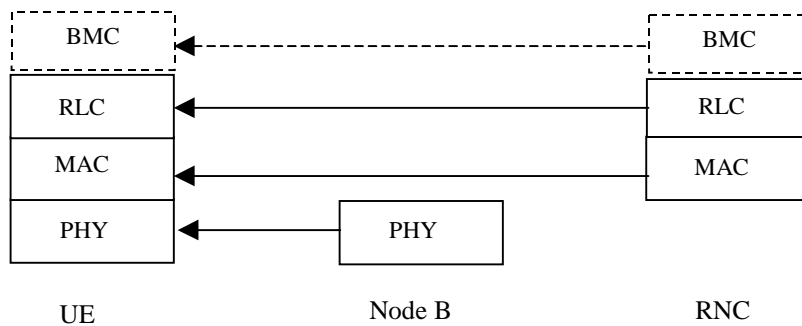 BMC BMC
RLC RLC
MAC MAC
PHY PHY
UE Node B RNC